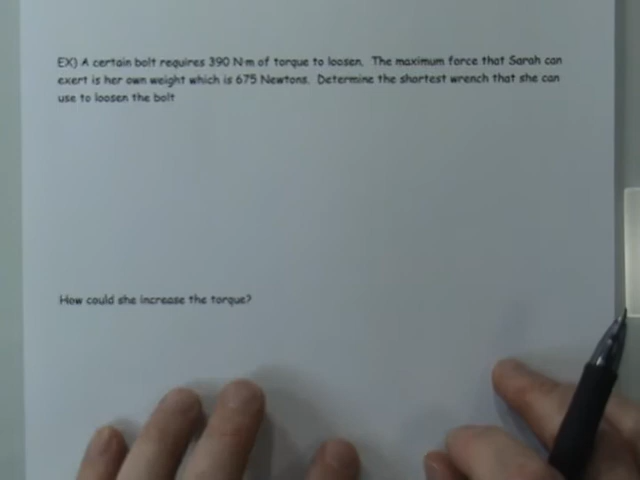 EX) A certain bolt requires 390 N·m of torque to loosen. The maximum force that Sarah can
exert is her own weight which is 675 Newtons. Determine the shortest wrench that she can
use to loosen the bolt
How could she increase the torque?